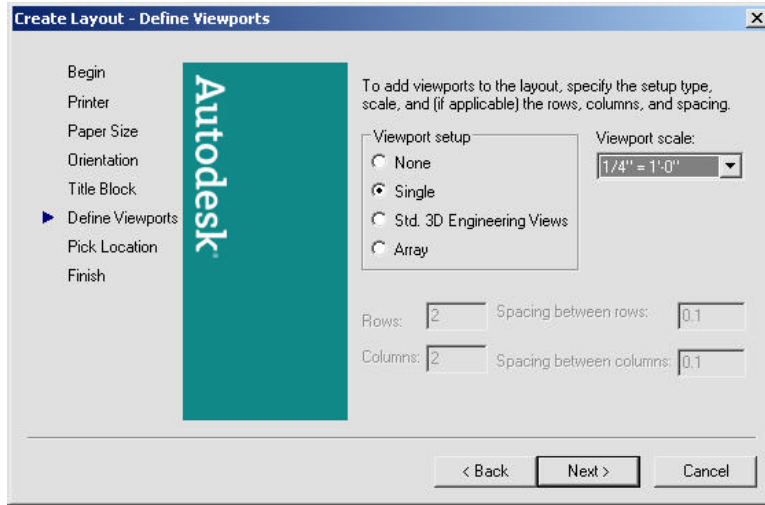 Create Layout - Define Viewports
Begin
Printer
Paper Size
Orientation
Title Block
Define Viewports
Pick Location
Finish
Autodesk
To add viewports to the layout, specify the setup type,
scale, and (if applicable) the rows, columns, and spacing.
Viewport setup
None
Single
Std. 3D Engineering Views
Array
Viewport scale:
1/4" = 1'-0"
Rows: 2 Spacing between rows: 0.1
Columns: 2 Spacing between columns: 0.1
< Back Next > Cancel